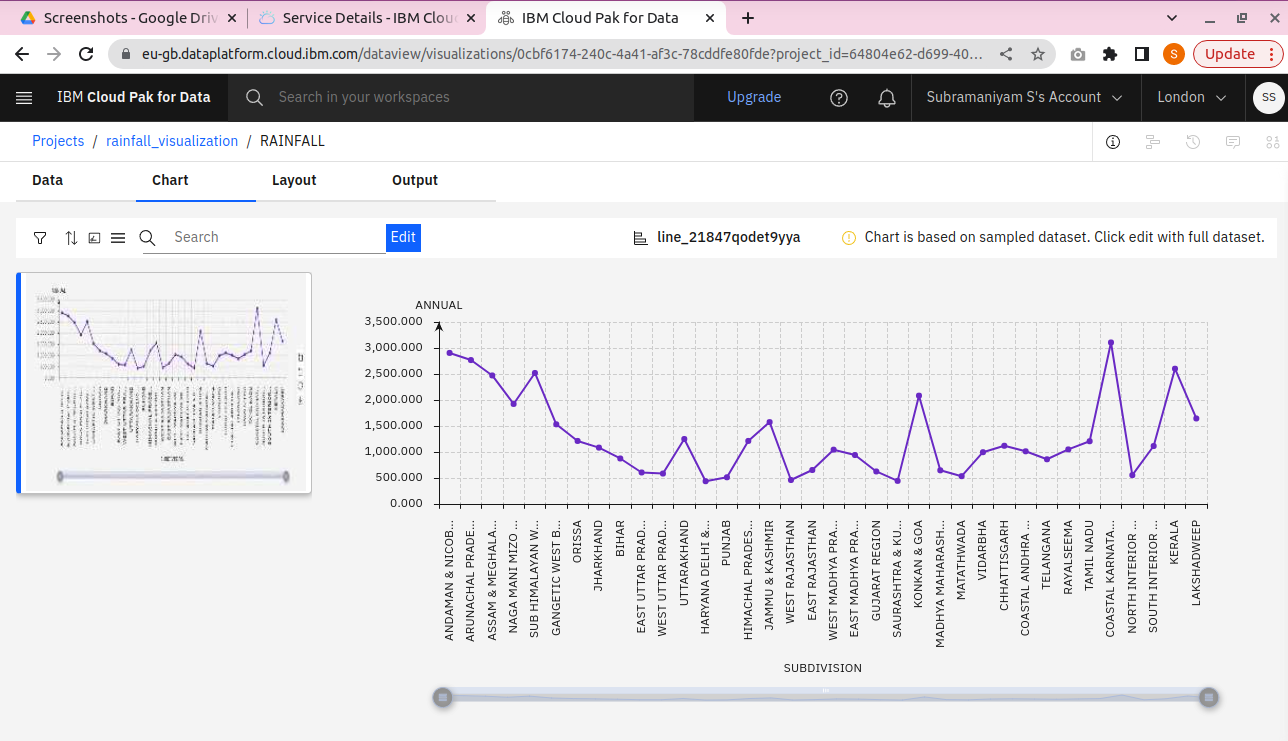 Screenshots - Google Driv
Service Details - IBM Clou
IBM Cloud Pak for Data
eu-gb.dataplatform.cloud.ibm.com/dataview/visualizations/0cbf6174-240c-4a41-af3c-78cddfe80fde?project_id=64804e62-d699-40...
S
Update
IBM Cloud Pak for Data
Search in your workspaces
Upgrade
Subramaniyam S's Account
London
SS
Projects / rainfall_visualization / RAINFALL
Data
Chart
Layout
Output
Search
Edit
line_21847qodet9yya
Chart is based on sampled dataset. Click edit with full dataset.
ANNUAL
3,500.000
3,000.000
2,500.000
2,000.000
1,500.000
1,000.000
500.000
0.000
ANDAMAN & NICOB...
ARUNACHAL PRADE...
ASSAM & MEGHALA...
NAGA MANI MIZO ...
SUB HIMALAYAN W...
GANGETIC WEST B...
ORISSA
JHARKHAND
BIHAR
EAST UTTAR PRAD...
WEST UTTAR PRAD...
UTTARAKHAND
HARYANA DELHI &...
PUNJAB
HIMACHAL PRADES...
JAMMU & KASHMIR
WEST RAJASTHAN
EAST RAJASTHAN
WEST MADHYA PRA...
EAST MADHYA PRA...
GUJARAT REGION
SAURASHTRA & KU...
KONKAN & GOA
MADHYA MAHARASH...
MATATHWADA
VIDARBHA
CHHATTISGARH
COASTAL ANDHRA ...
TELANGANA
RAYALSEEMA
TAMIL NADU
COASTAL KARNATA...
NORTH INTERIOR ...
SOUTH INTERIOR ...
KERALA
LAKSHADWEEP
SUBDIVISION